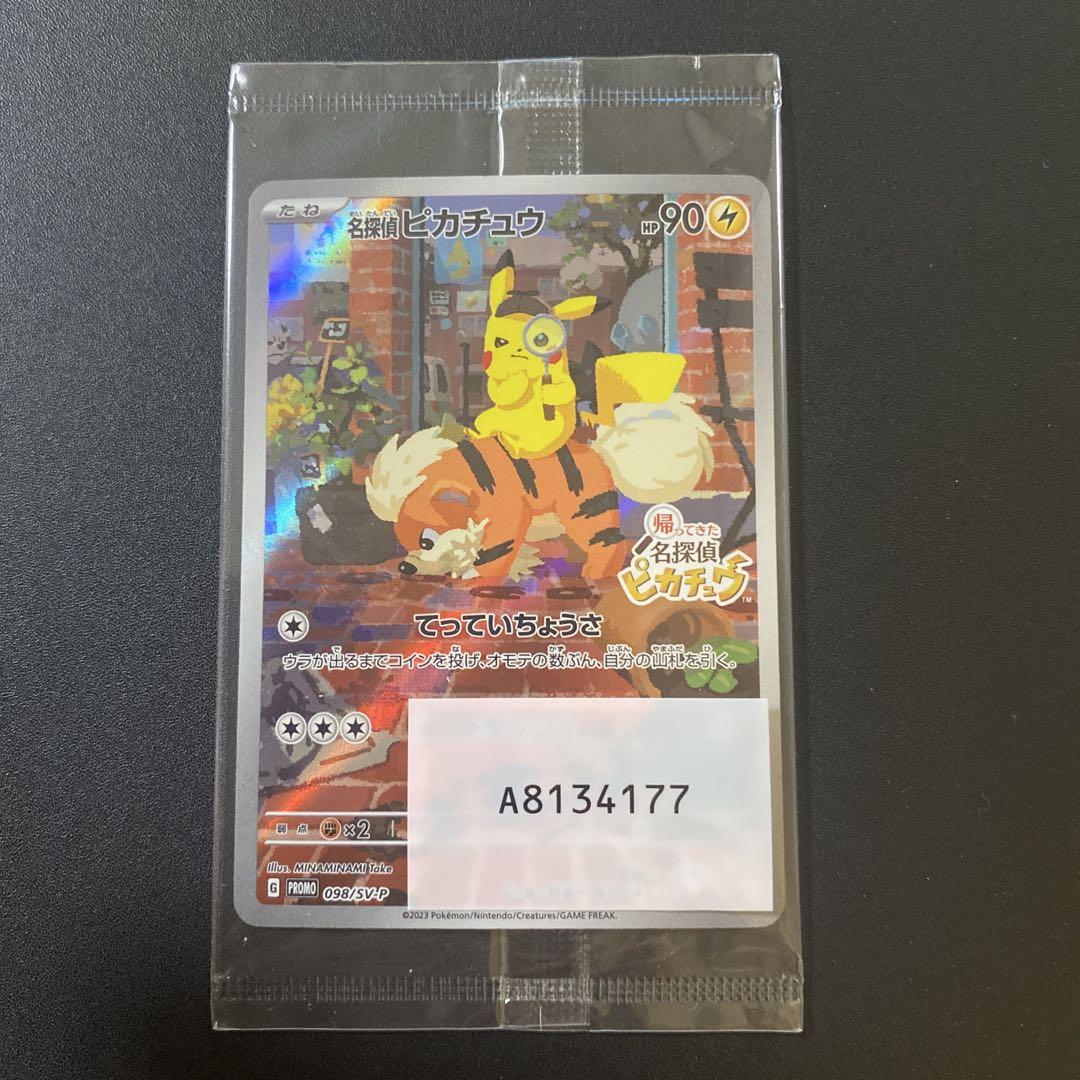 たね
名探偵ピカチュウ
HP90
帰ってきた
名探偵
ピカチュウ
TM
てっていちょうさ
ウラが出るまでコインを投げ、オモテの数ぶん、自分の山札を引く。
A8134177
弱点 ×2
Illus. MINAMINAMI Take
G PROMO 098/SV-P
©2023 Pokémon/Nintendo/Creatures/GAME FREAK.